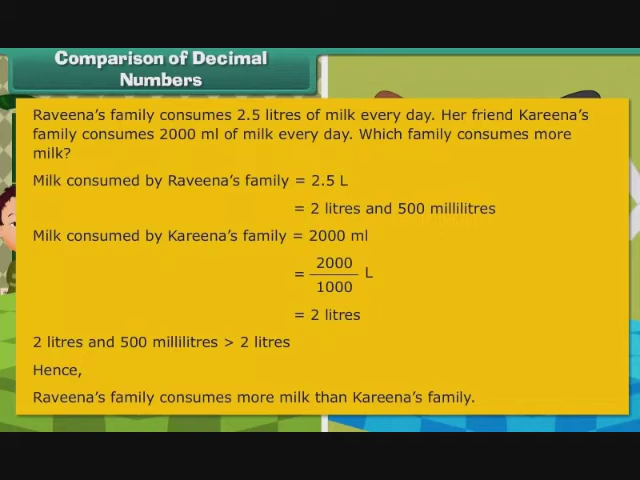 Comparison of Decimal
Numbers
Raveena's family consumes 2.5 litres of milk every day. Her friend Kareena's
family consumes 2000 ml of milk every day. Which family consumes more
milk?
Milk consumed by Raveena's family = 2.5 L
= 2 litres and 500 millilitres
Milk consumed by Kareena's family = 2000 ml
= 2000/1000 L
= 2 litres
2 litres and 500 millilitres > 2 litres
Hence,
Raveena's family consumes more milk than Kareena's family.